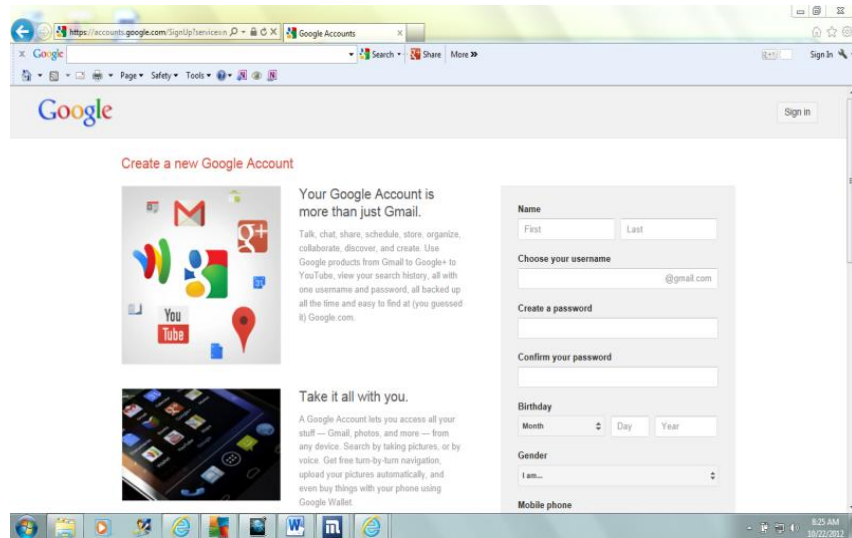 https://accounts.google.com/SignUp?service=
Google Accounts
x Google
Search
Share
More »
Sign In
Page
Safety
Tools
Google
Sign in
Create a new Google Account
Your Google Account is
more than just Gmail.
Talk, chat, share, schedule, store, organize,
collaborate, discover, and create. Use
Google products from Gmail to Google+ to
YouTube, view your search history, all with
one username and password, all backed up
all the time and easy to find at (you guessed
it) Google.com.
g+
You
Tube
Take it all with you.
A Google Account lets you access all your
stuff — Gmail, photos, and more — from
any device. Search by taking pictures, or by
voice. Get free turn-by-turn navigation,
upload your pictures automatically, and
even buy things with your phone using
Google Wallet.
Name
First
Last
Choose your username
@gmail.com
Create a password
Confirm your password
Birthday
Month
Day
Year
Gender
I am...
Mobile phone
8:25 AM
10/22/2012